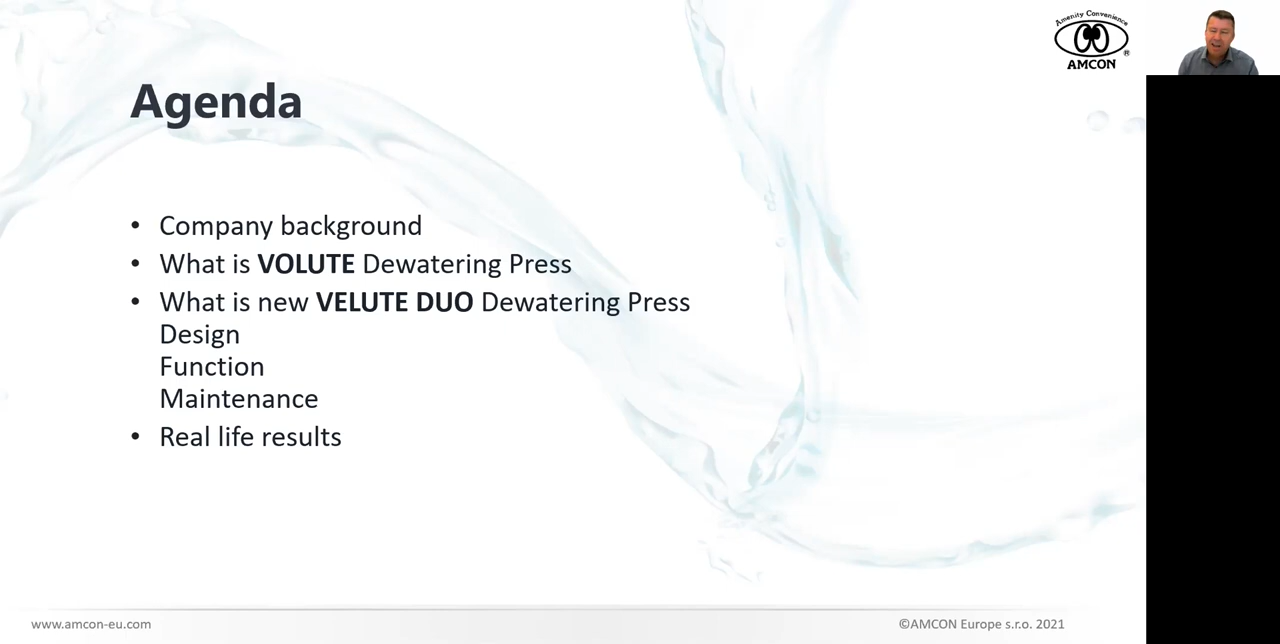 Amenity Convenience
AMCON
®
Agenda
• Company background
• What is VOLUTE Dewatering Press
• What is new VELUTE DUO Dewatering Press
Design
Function
Maintenance
• Real life results
www.amcon-eu.com
©AMCON Europe s.r.o. 2021